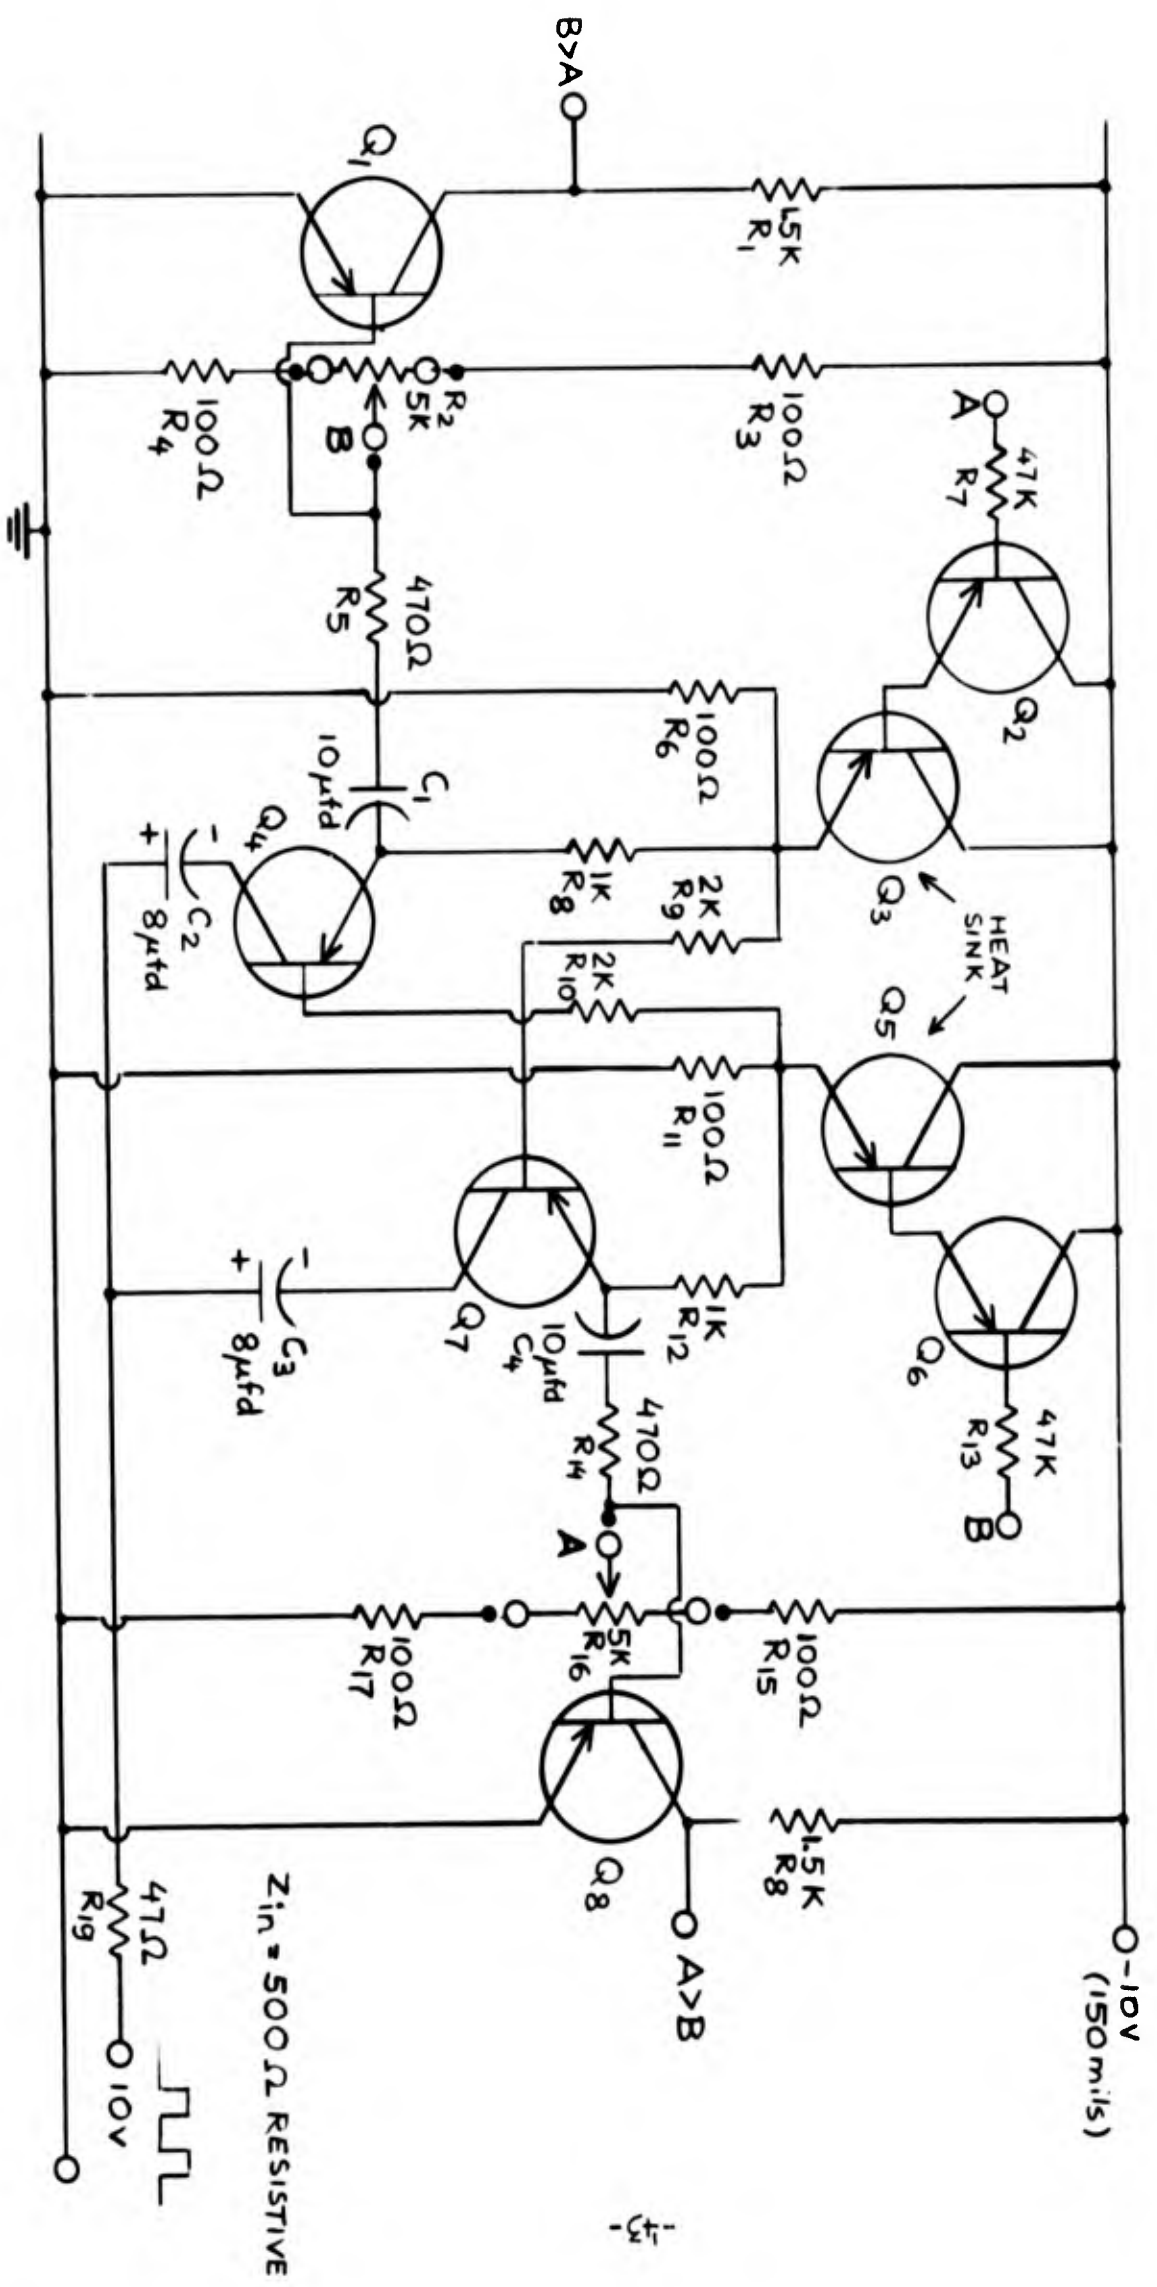 B>A
Q1
1.5K
R1
R2
5K
B
100Ω
R3
100Ω
R4
A
47K
R7
Q2
470Ω
R5
100Ω
R6
C1
10μfd
Q3
HEAT
SINK
1K
R8
2K
R9
Q4
C2
8μfd
-
+
2K
R10
Q5
100Ω
R11
Q6
47K
R13
B
Q7
1K
R12
10μfd
C4
C3
8μfd
-
+
470Ω
R14
A
5K
R16
100Ω
R15
100Ω
R17
Q8
1.5K
R8
A>B
-10V
(150mils)
47Ω
R19
10V
Zin = 500Ω RESISTIVE
-43-